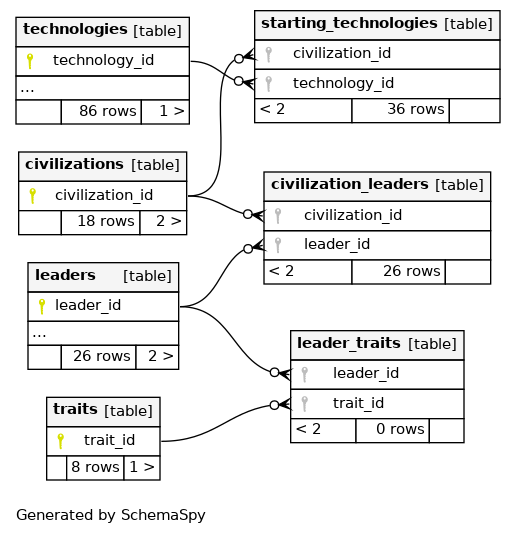 technologies [table]
technology_id
...
86 rows 1 >
starting_technologies [table]
civilization_id
technology_id
< 2 36 rows
civilizations [table]
civilization_id
18 rows 2 >
civilization_leaders [table]
civilization_id
leader_id
< 2 26 rows
leaders [table]
leader_id
...
26 rows 2 >
leader_traits [table]
leader_id
trait_id
< 2 0 rows
traits [table]
trait_id
8 rows 1 >
Generated by SchemaSpy